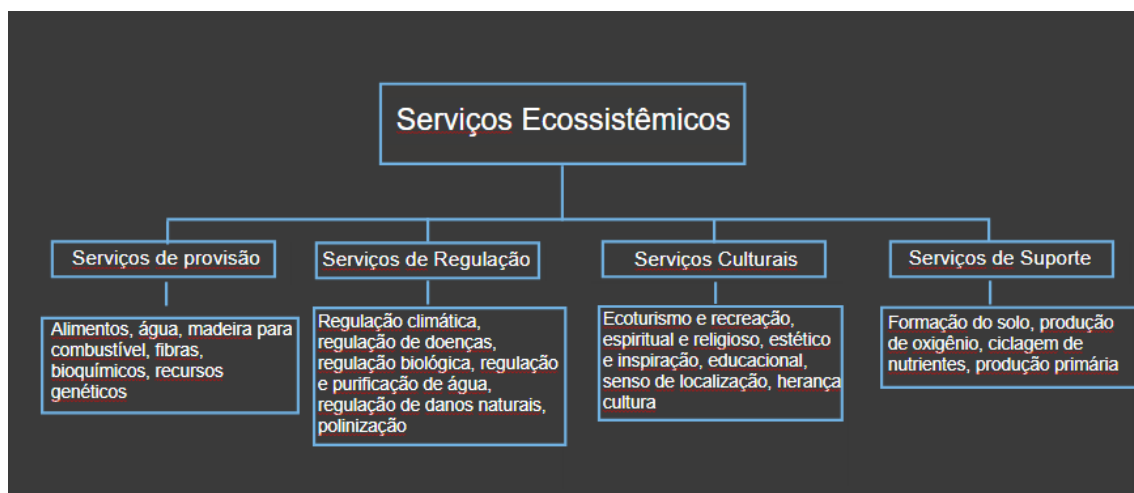 Serviços Ecossistêmicos
Serviços de provisão
Serviços de Regulação
Serviços Culturais
Serviços de Suporte
Alimentos, água, madeira para
combustível, fibras,
bioquímicos, recursos
genéticos
Regulação climática,
regulação de doenças,
regulação biológica, regulação
e purificação de água,
regulação de danos naturais,
polinização
Ecoturismo e recreação,
espiritual e religioso, estético
e inspiração, educacional,
senso de localização, herança
cultura
Formação do solo, produção
de oxigênio, ciclagem de
nutrientes, produção primária